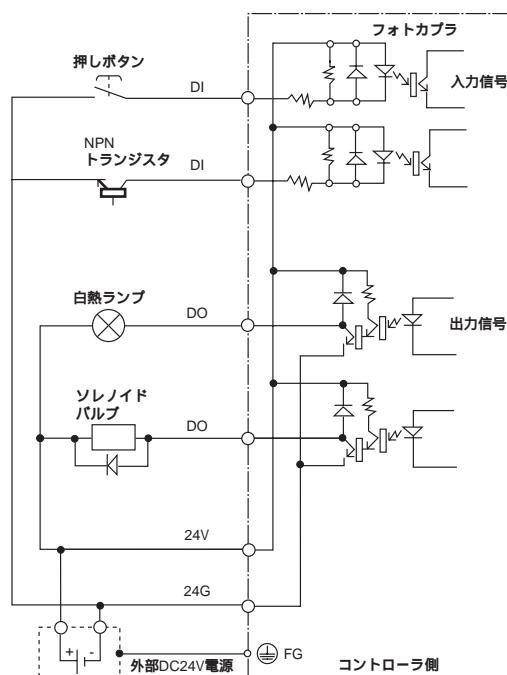 フォトカプラ
押しボタン
DI
入力信号
NPN
トランジスタ
DI
白熱ランプ
DO
出力信号
ソレノイド
バルブ
DO
24V
24G
+
-
外部DC24V電源
FG
コントローラ側